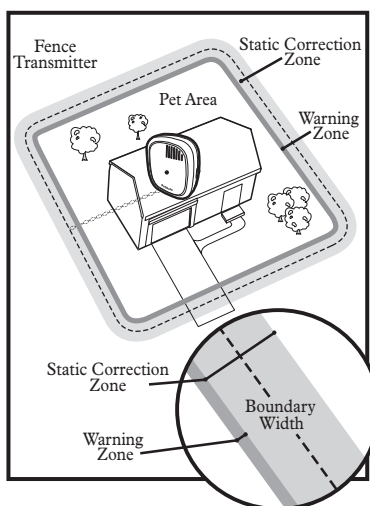 Fence
Transmitter
Static Correction
Zone
Pet Area
Warning
Zone
Static Correction
Zone
Boundary
Width
Warning
Zone